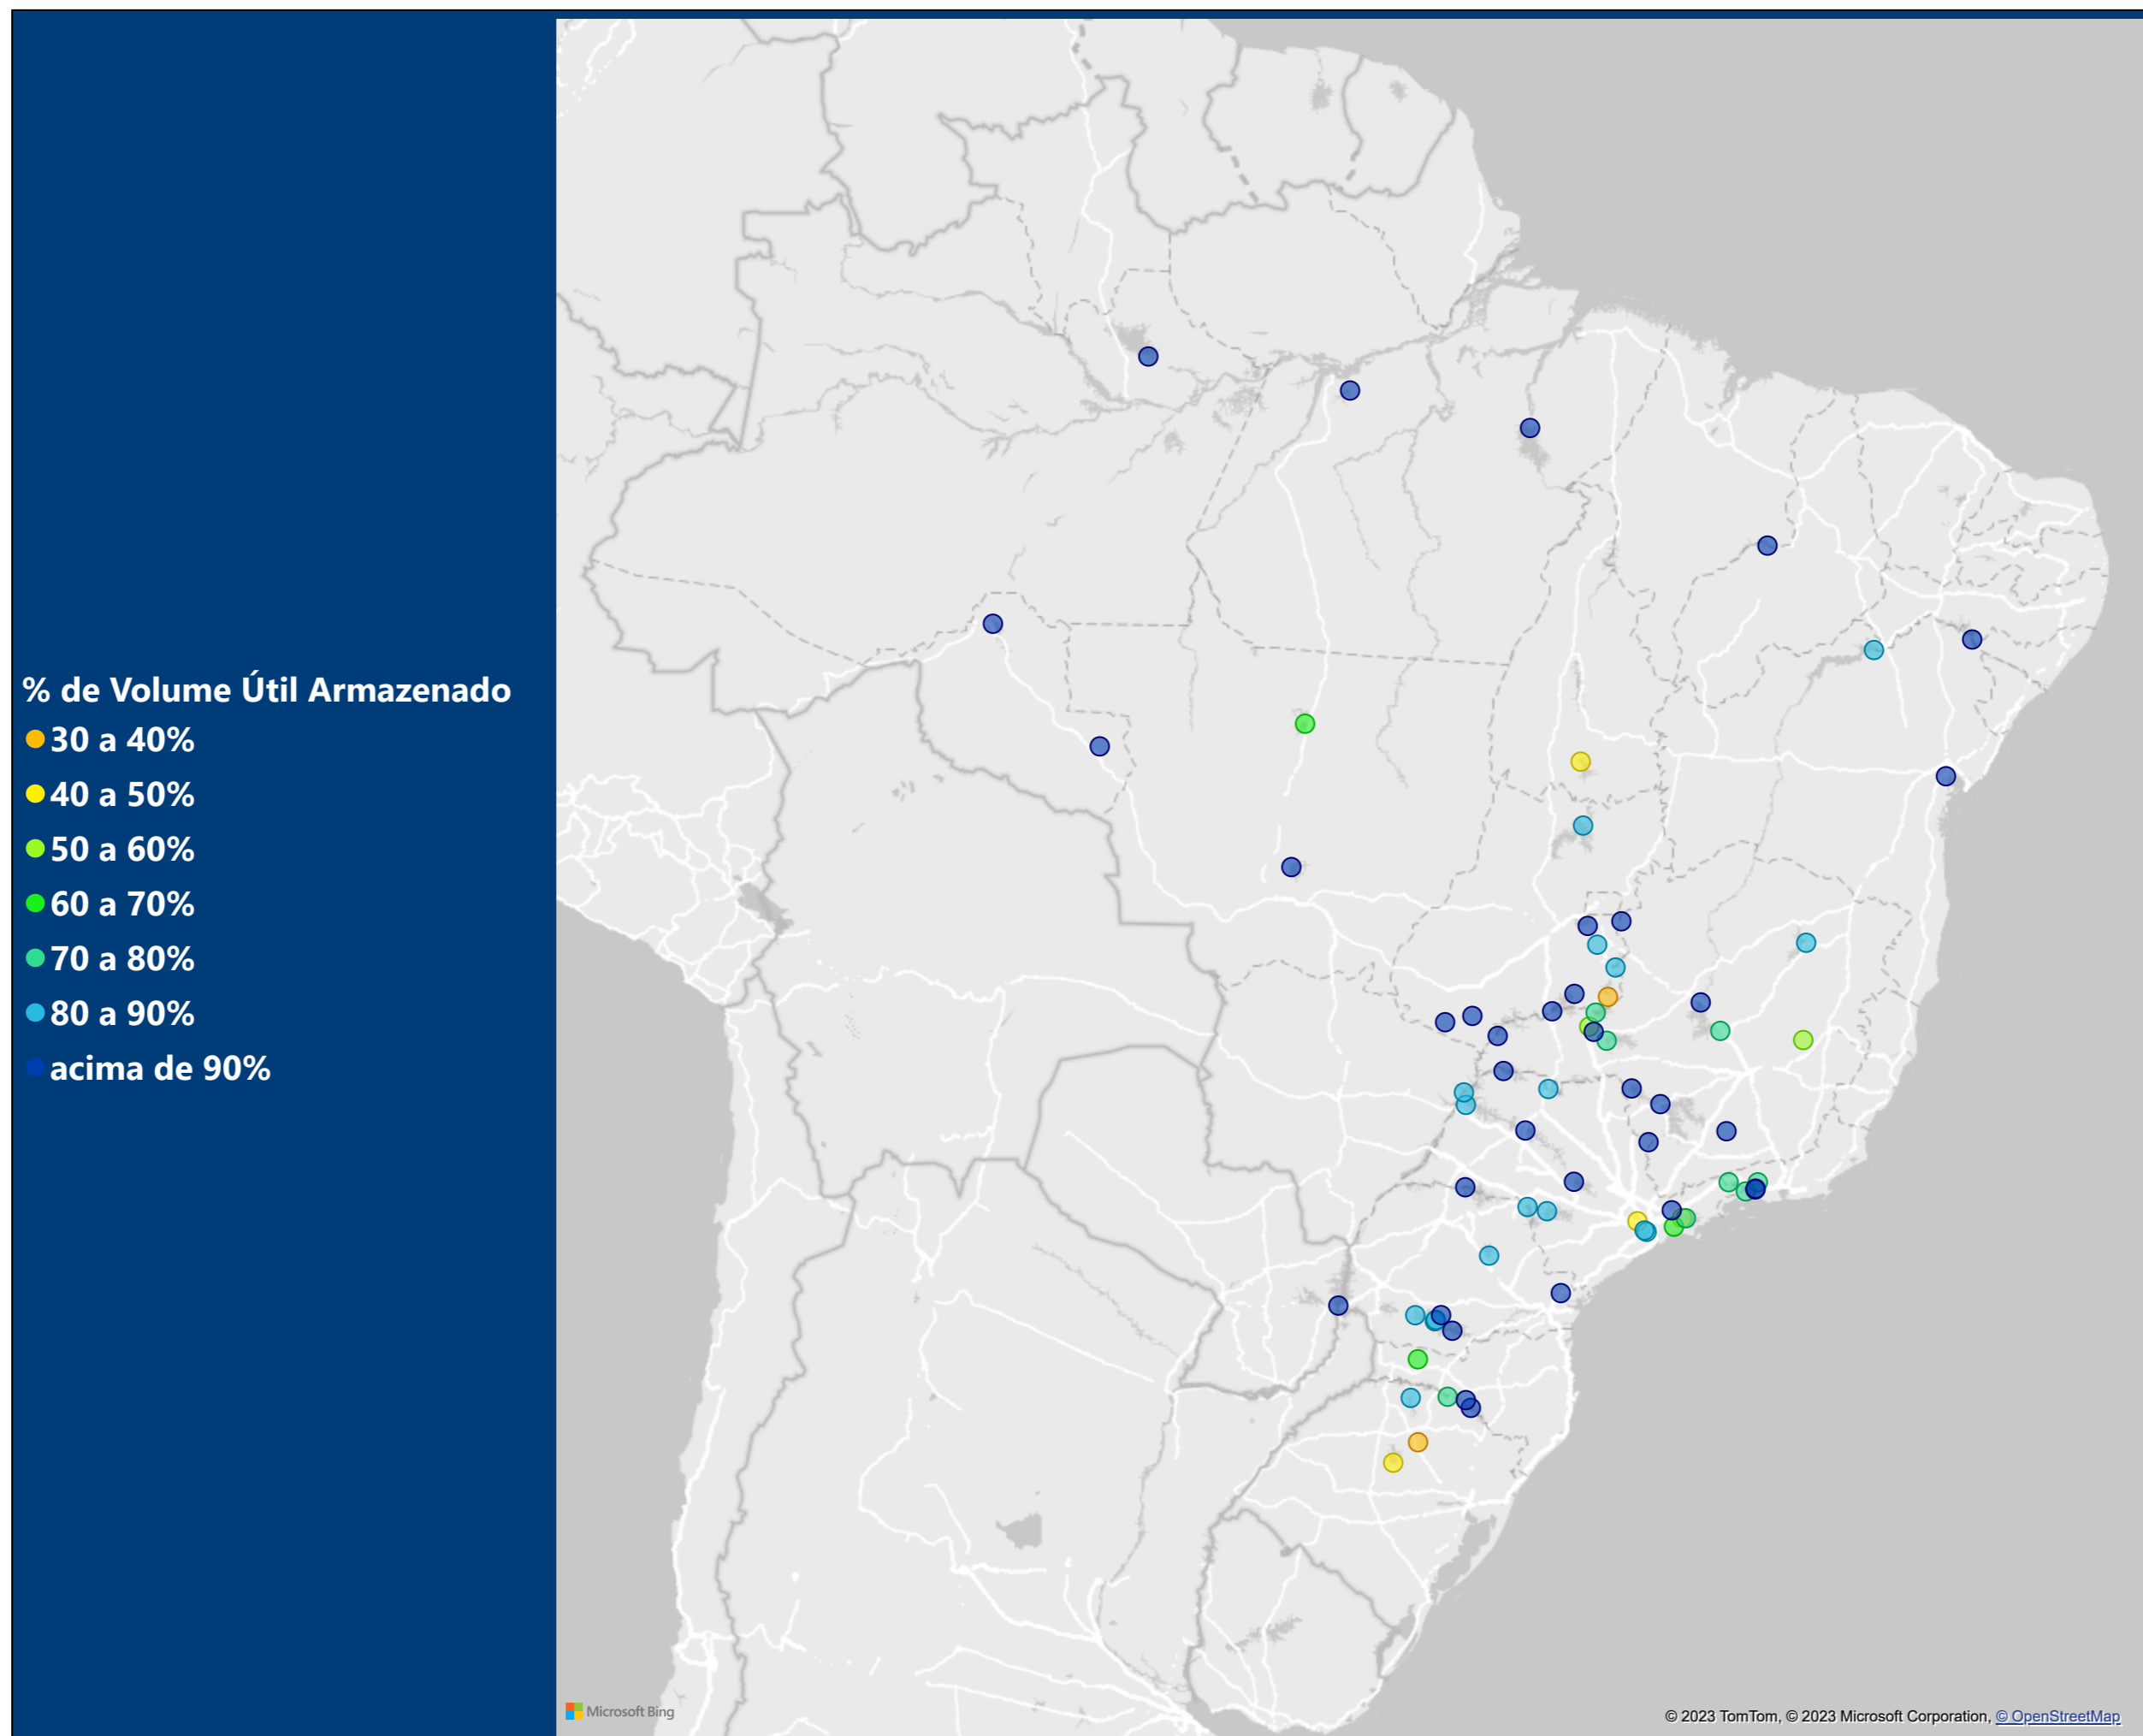 % de Volume Útil Armazenado
30 a 40%
40 a 50%
50 a 60%
60 a 70%
70 a 80%
80 a 90%
acima de 90%
Microsoft Bing
© 2023 TomTom, © 2023 Microsoft Corporation, © OpenStreetMap